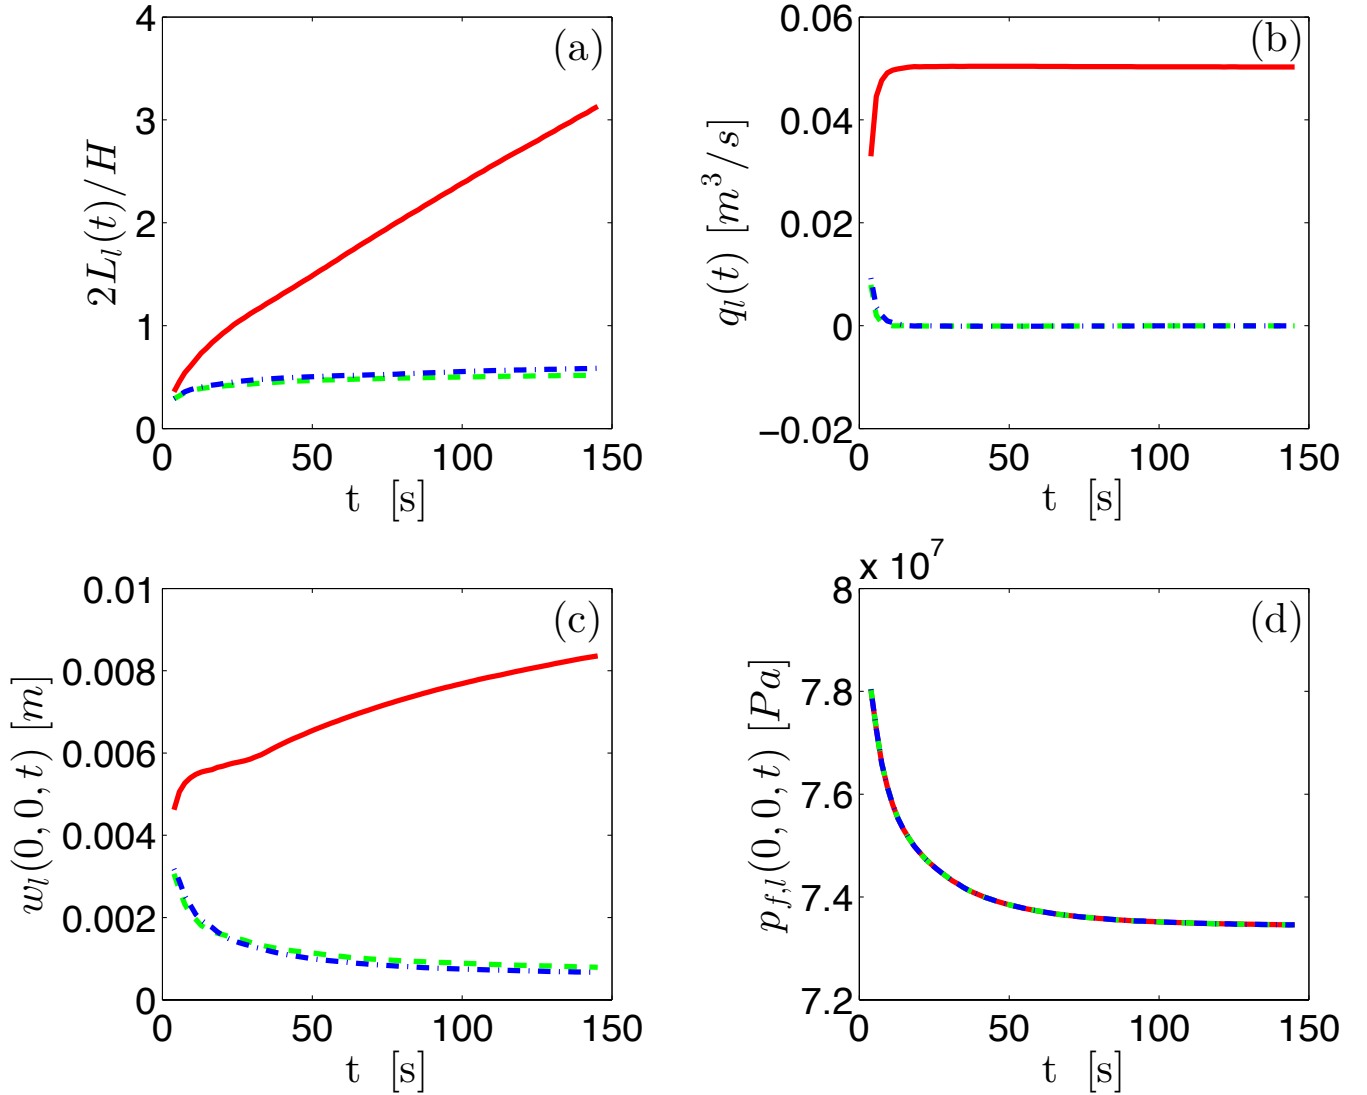 (a)
4
3
2
1
0
0 50 100 150
2L_l(t)/H
t [s]
(b)
0.06
0.04
0.02
0
−0.02
0 50 100 150
q_l(t) [m^3/s]
t [s]
(c)
0.01
0.008
0.006
0.004
0.002
0
0 50 100 150
w_l(0,0,t) [m]
t [s]
x 10^7
(d)
8
7.8
7.6
7.4
7.2
0 50 100 150
p_{f,l}(0,0,t) [Pa]
t [s]